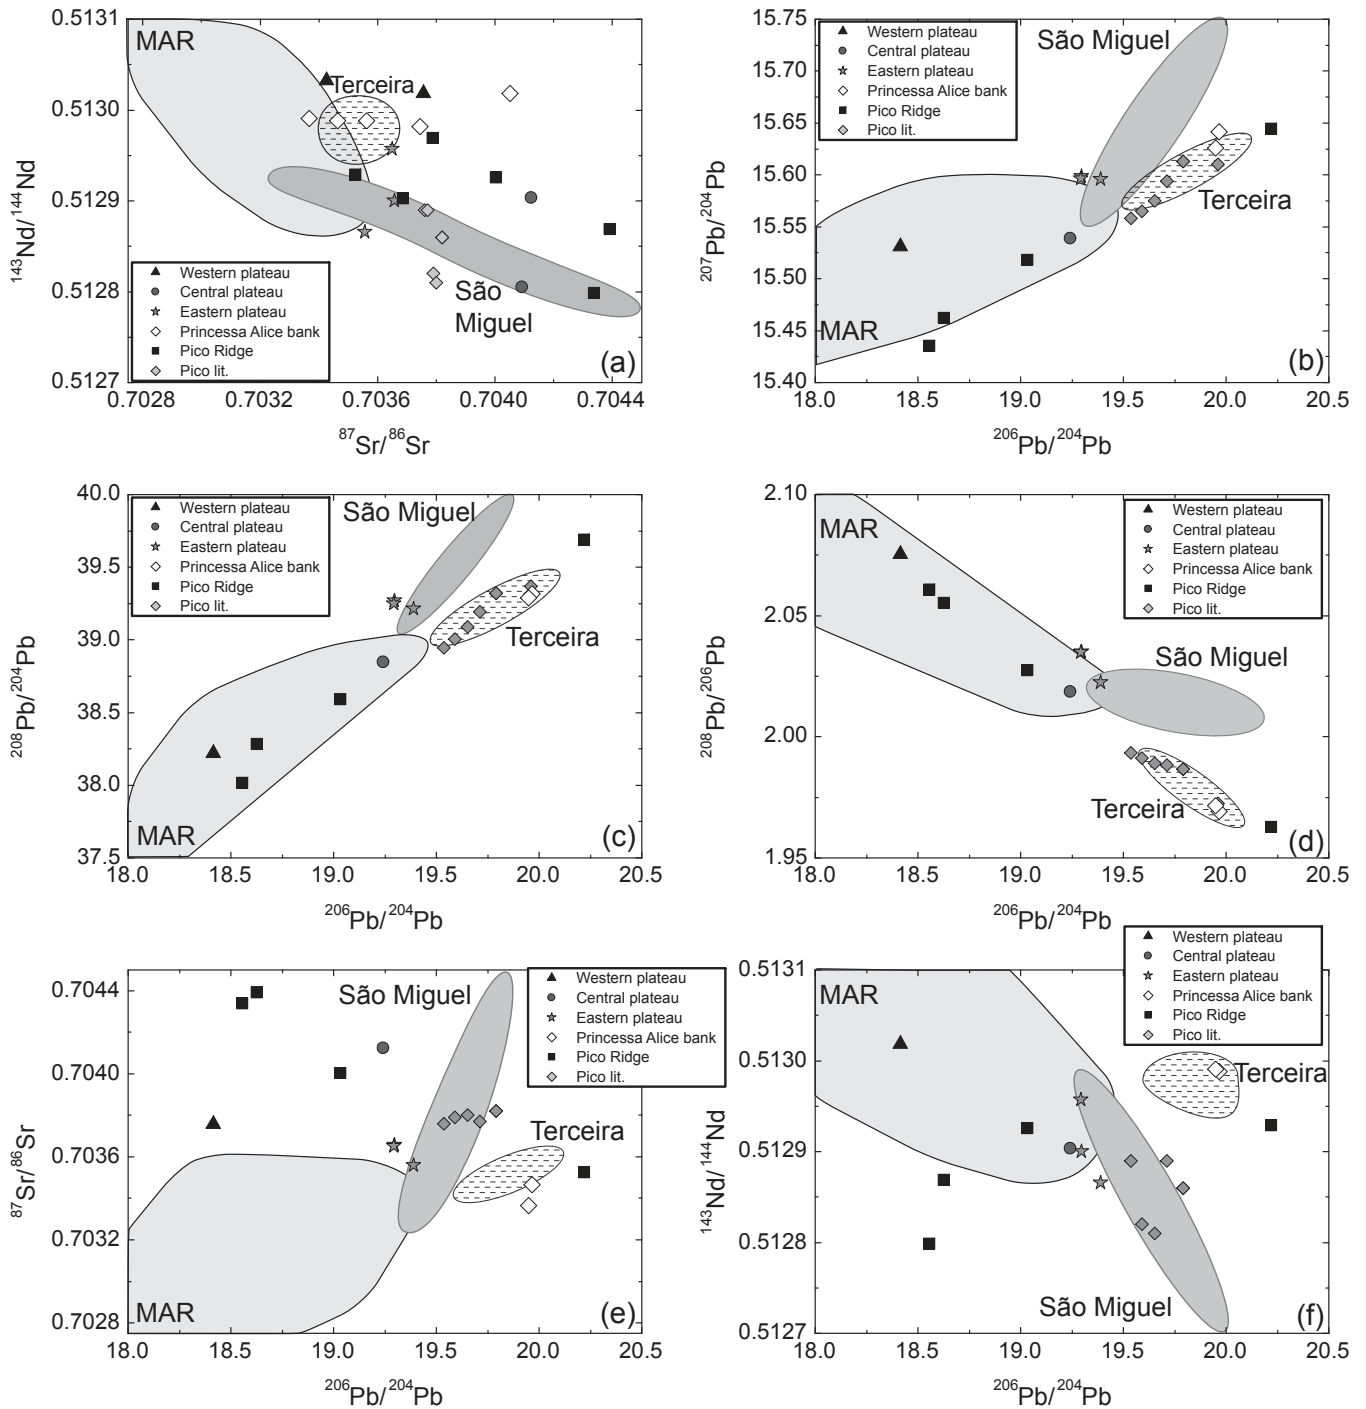 0.5131
0.5130
0.5129
0.5128
0.5127
143Nd/144Nd
MAR
Terceira
São
Miguel
Western plateau
Central plateau
Eastern plateau
Princessa Alice bank
Pico Ridge
Pico lit.
(a)
0.7028
0.7032
0.7036
0.7040
0.7044
87Sr/86Sr
15.75
15.70
15.65
15.60
15.55
15.50
15.45
15.40
207Pb/204Pb
Western plateau
Central plateau
Eastern plateau
Princessa Alice bank
Pico Ridge
Pico lit.
São Miguel
Terceira
MAR
(b)
18.0
18.5
19.0
19.5
20.0
20.5
206Pb/204Pb
40.0
39.5
39.0
38.5
38.0
37.5
208Pb/204Pb
Western plateau
Central plateau
Eastern plateau
Princessa Alice bank
Pico Ridge
Pico lit.
São Miguel
Terceira
MAR
(c)
18.0
18.5
19.0
19.5
20.0
20.5
206Pb/204Pb
2.10
2.05
2.00
1.95
208Pb/206Pb
MAR
Western plateau
Central plateau
Eastern plateau
Princessa Alice bank
Pico Ridge
Pico lit.
São Miguel
Terceira
(d)
18.0
18.5
19.0
19.5
20.0
20.5
206Pb/204Pb
0.7044
0.7040
0.7036
0.7032
0.7028
87Sr/86Sr
São Miguel
Western plateau
Central plateau
Eastern plateau
Princessa Alice bank
Pico Ridge
Pico lit.
Terceira
MAR
(e)
18.0
18.5
19.0
19.5
20.0
20.5
206Pb/204Pb
0.5131
0.5130
0.5129
0.5128
0.5127
143Nd/144Nd
MAR
Western plateau
Central plateau
Eastern plateau
Princessa Alice bank
Pico Ridge
Pico lit.
Terceira
São Miguel
(f)
18.0
18.5
19.0
19.5
20.0
20.5
206Pb/204Pb